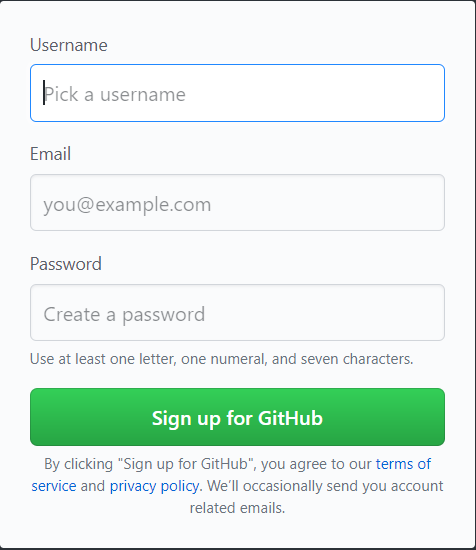 Username
Pick a username
Email
you@example.com
Password
Create a password
Use at least one letter, one numeral, and seven characters.
Sign up for GitHub
By clicking "Sign up for GitHub", you agree to our terms of
service and privacy policy. We’ll occasionally send you account
related emails.